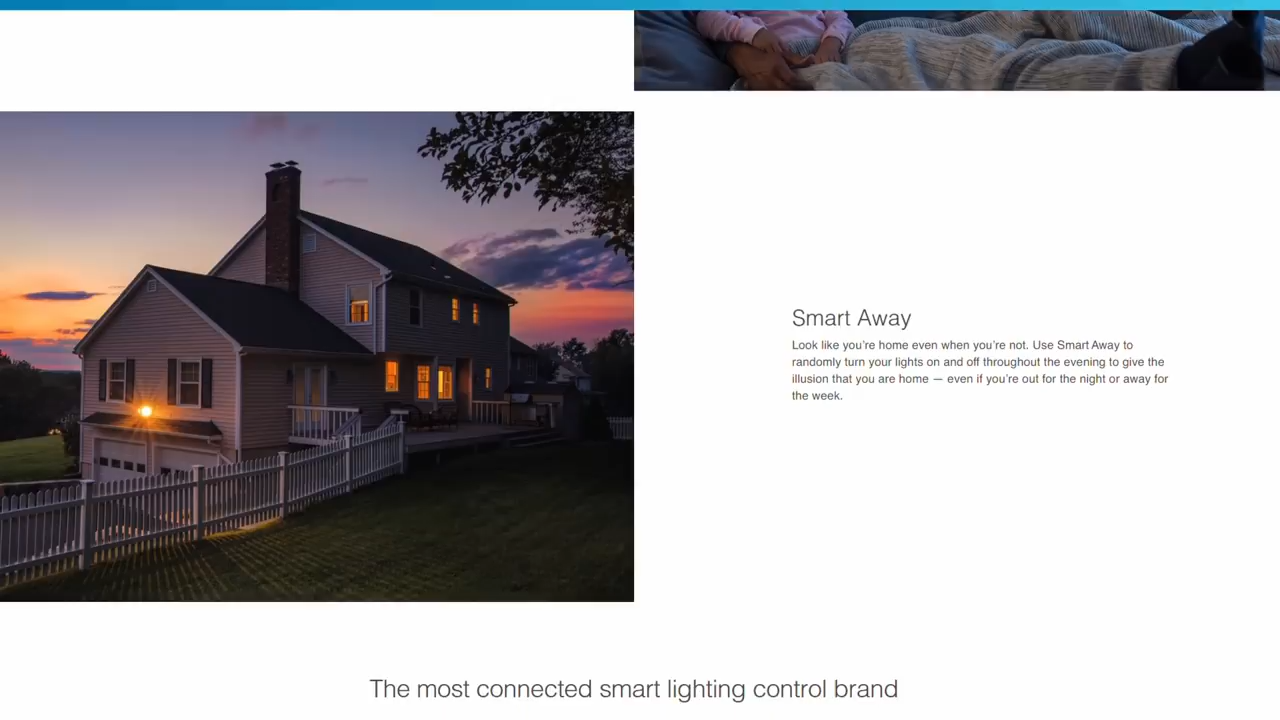 Smart Away
Look like you're home even when you're not. Use Smart Away to
randomly turn your lights on and off throughout the evening to give the
illusion that you are home — even if you're out for the night or away for
the week.
The most connected smart lighting control brand